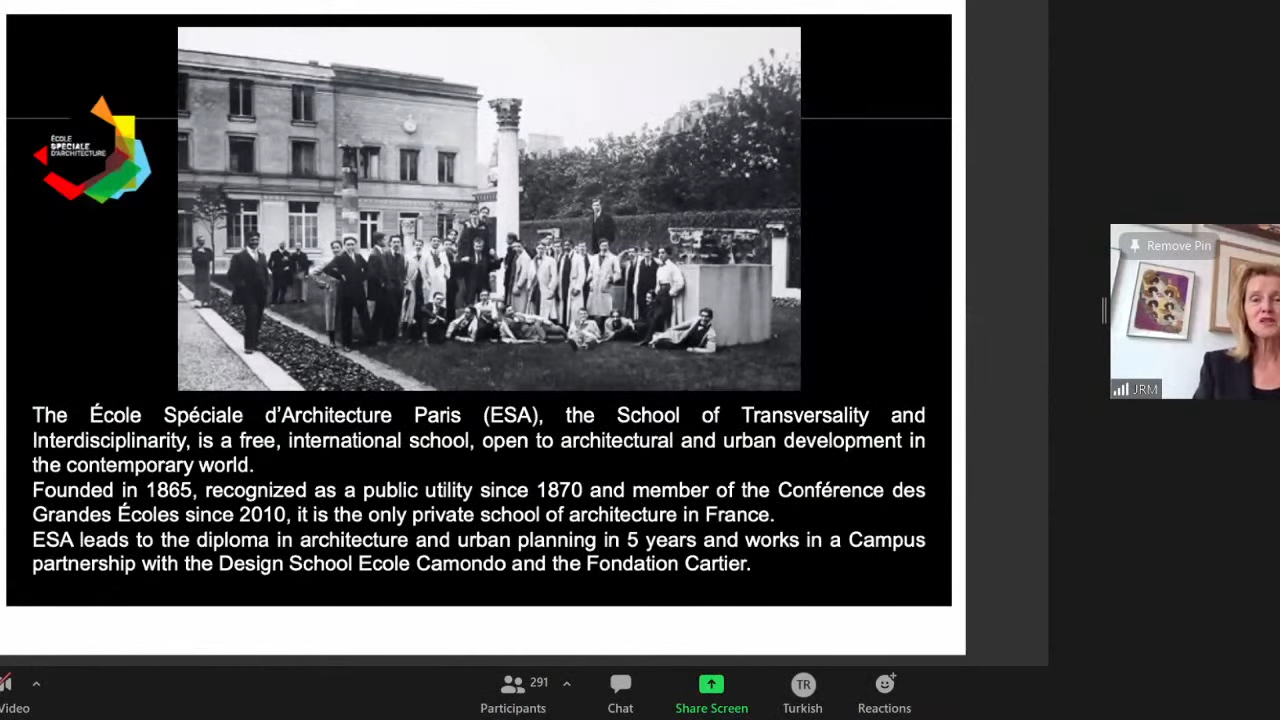 ÉCOLE
SPÉCIALE
D'ARCHITECTURE
Remove Pin
JRM
The École Spéciale d'Architecture Paris (ESA), the School of Transversality and
Interdisciplinarity, is a free, international school, open to architectural and urban development in
the contemporary world.
Founded in 1865, recognized as a public utility since 1870 and member of the Conférence des
Grandes Écoles since 2010, it is the only private school of architecture in France.
ESA leads to the diploma in architecture and urban planning in 5 years and works in a Campus
partnership with the Design School Ecole Camondo and the Fondation Cartier.
Video
291
Participants
Chat
Share Screen
TR
Turkish
Reactions